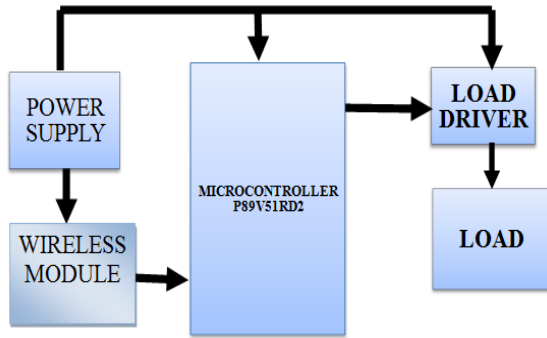 POWER
SUPPLY
WIRELESS
MODULE
MICROCONTROLLER
P89V51RD2
LOAD
DRIVER
LOAD